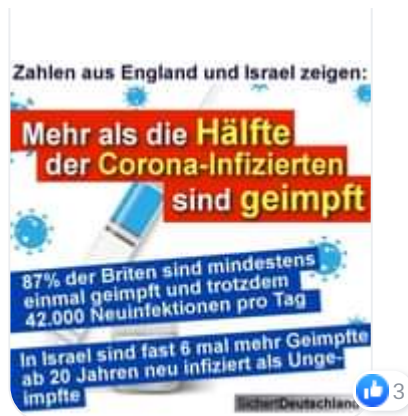 Zahlen aus England und Israel zeigen:
Mehr als die Hälfte
der Corona-Infizierten
sind geimpft
87% der Briten sind mindestens
einmal geimpft und trotzdem
42.000 Neuinfektionen pro Tag
In Israel sind fast 6 mal mehr Geimpfte
ab 20 Jahren neu infiziert als Unge-
impfte
SichertDeutschland
3